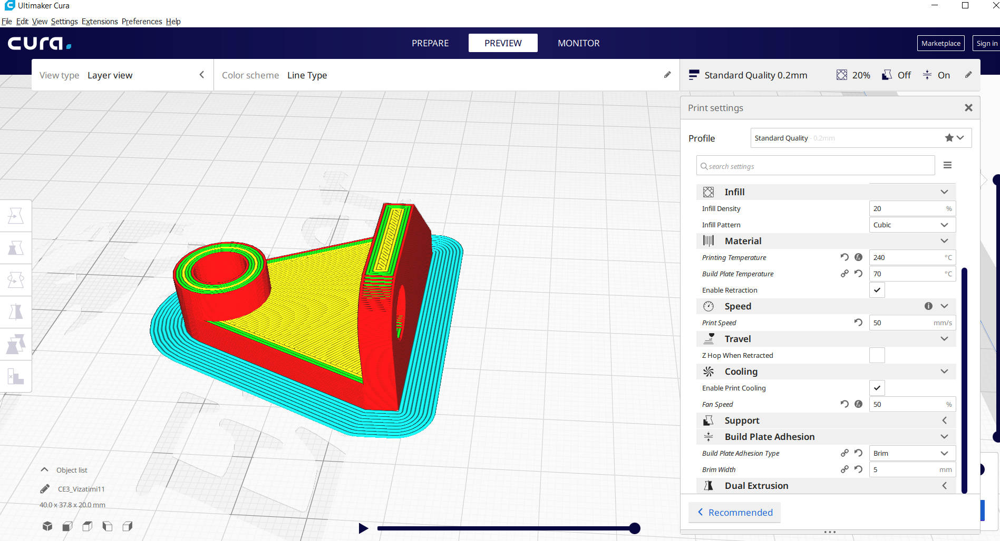 Ultimaker Cura
File Edit View Settings Extensions Preferences Help
cura.
PREPARE PREVIEW MONITOR
Marketplace Sign in
View type Layer view
Color scheme Line Type
Standard Quality 0.2mm 20% Off On
Print settings
Profile Standard Quality - 0.2mm
search settings
Infill
Infill Density 20 %
Infill Pattern Cubic
Material
Printing Temperature 240 °C
Build Plate Temperature 70 °C
Enable Retraction
Speed
Print Speed 50 mm/s
Travel
Z Hop When Retracted
Cooling
Enable Print Cooling
Fan Speed 50 %
Support
Build Plate Adhesion
Build Plate Adhesion Type Brim
Brim Width 5 mm
Dual Extrusion
Recommended
Object list
CE3_Vizatimi11
40.0 x 37.8 x 20.0 mm